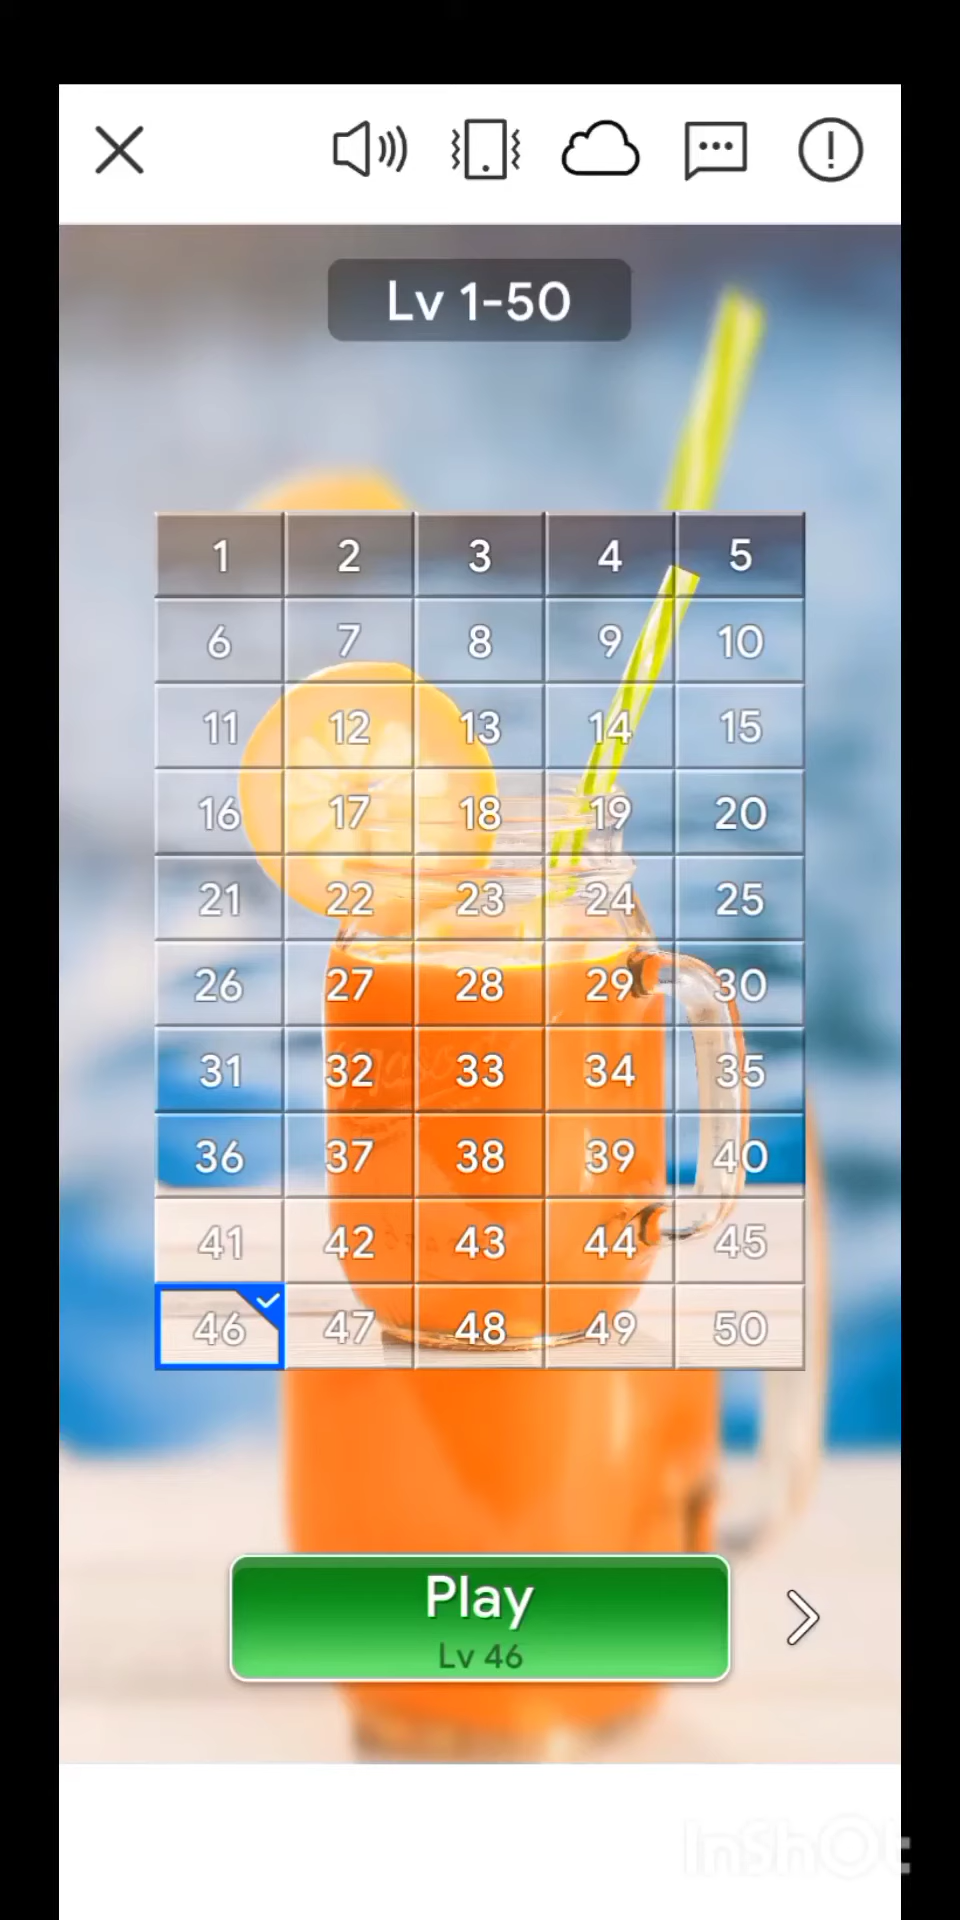 Lv 1-50
1 2 3 4 5
6 7 8 9 10
11 12 13 14 15
16 17 18 19 20
21 22 23 24 25
26 27 28 29 30
31 32 33 34 35
36 37 38 39 40
41 42 43 44 45
46 47 48 49 50
Play
Lv 46
InShOt